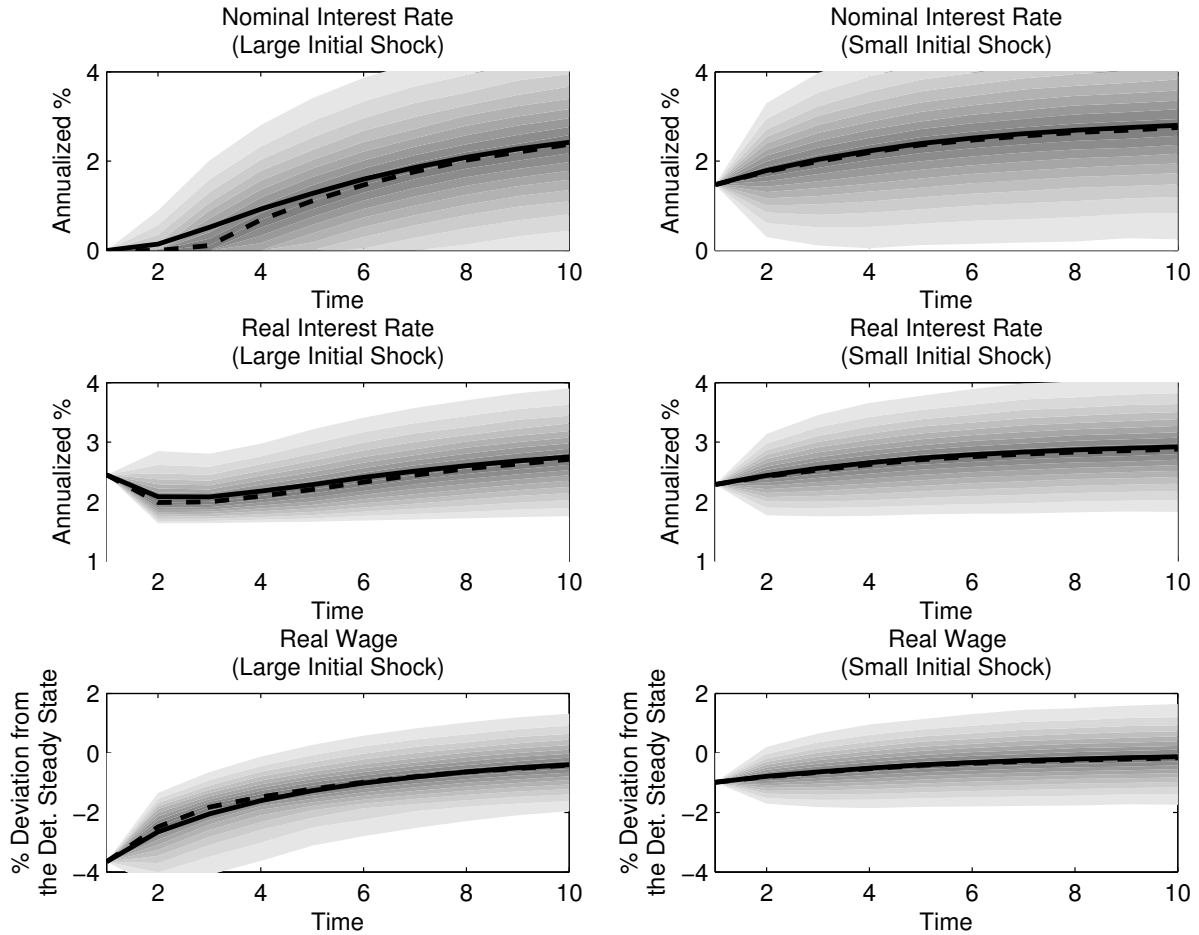 Nominal Interest Rate
(Large Initial Shock)
Annualized %
4
2
0
2 4 6 8 10
Time
Nominal Interest Rate
(Small Initial Shock)
Annualized %
4
2
0
2 4 6 8 10
Time
Real Interest Rate
(Large Initial Shock)
Annualized %
4
3
2
1
2 4 6 8 10
Time
Real Interest Rate
(Small Initial Shock)
Annualized %
4
3
2
1
2 4 6 8 10
Time
Real Wage
(Large Initial Shock)
% Deviation from
the Det. Steady State
2
0
−2
−4
2 4 6 8 10
Time
Real Wage
(Small Initial Shock)
% Deviation from
the Det. Steady State
2
0
−2
−4
2 4 6 8 10
Time